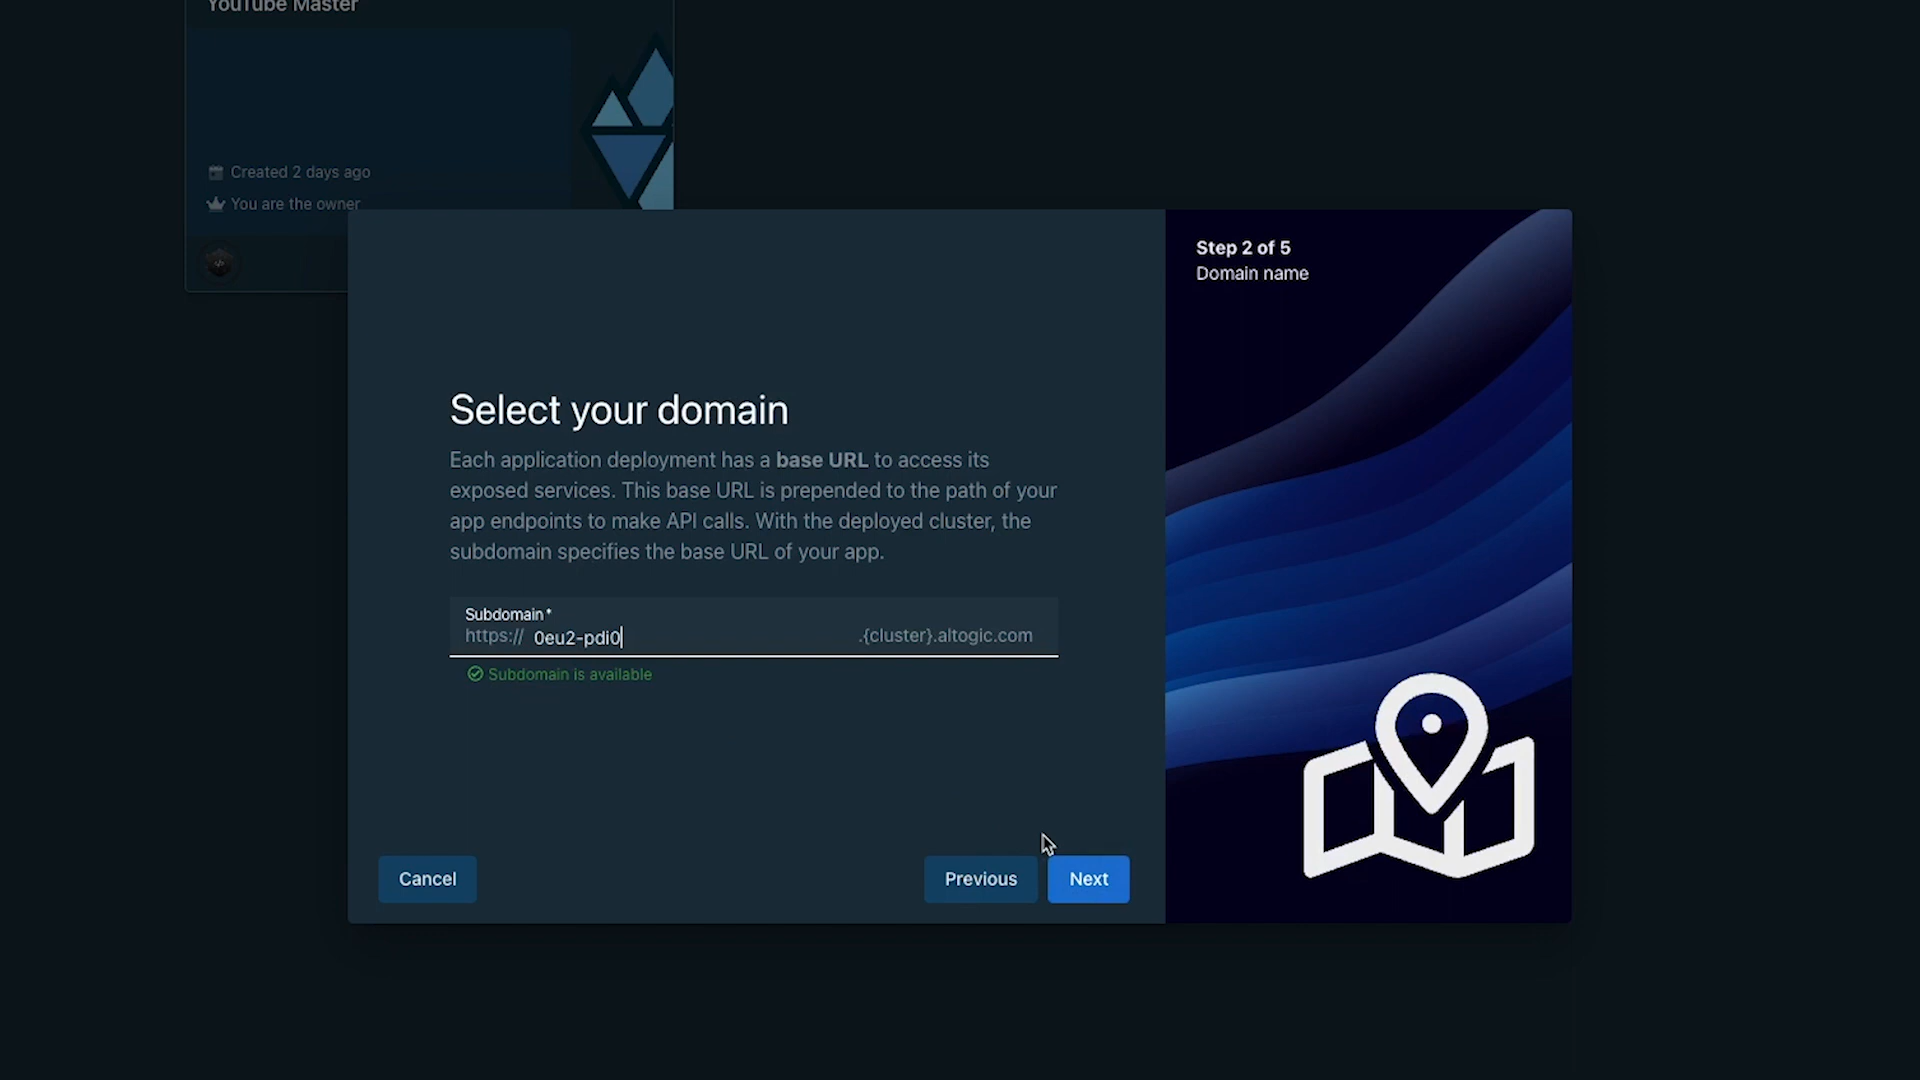 YouTube Master
Created 2 days ago
You are the owner
Step 2 of 5
Domain name
Select your domain
Each application deployment has a base URL to access its
exposed services. This base URL is prepended to the path of your
app endpoints to make API calls. With the deployed cluster, the
subdomain specifies the base URL of your app.
Subdomain*
https:// 0eu2-pdi0 .{cluster}.altogic.com
Subdomain is available
Cancel
Previous
Next